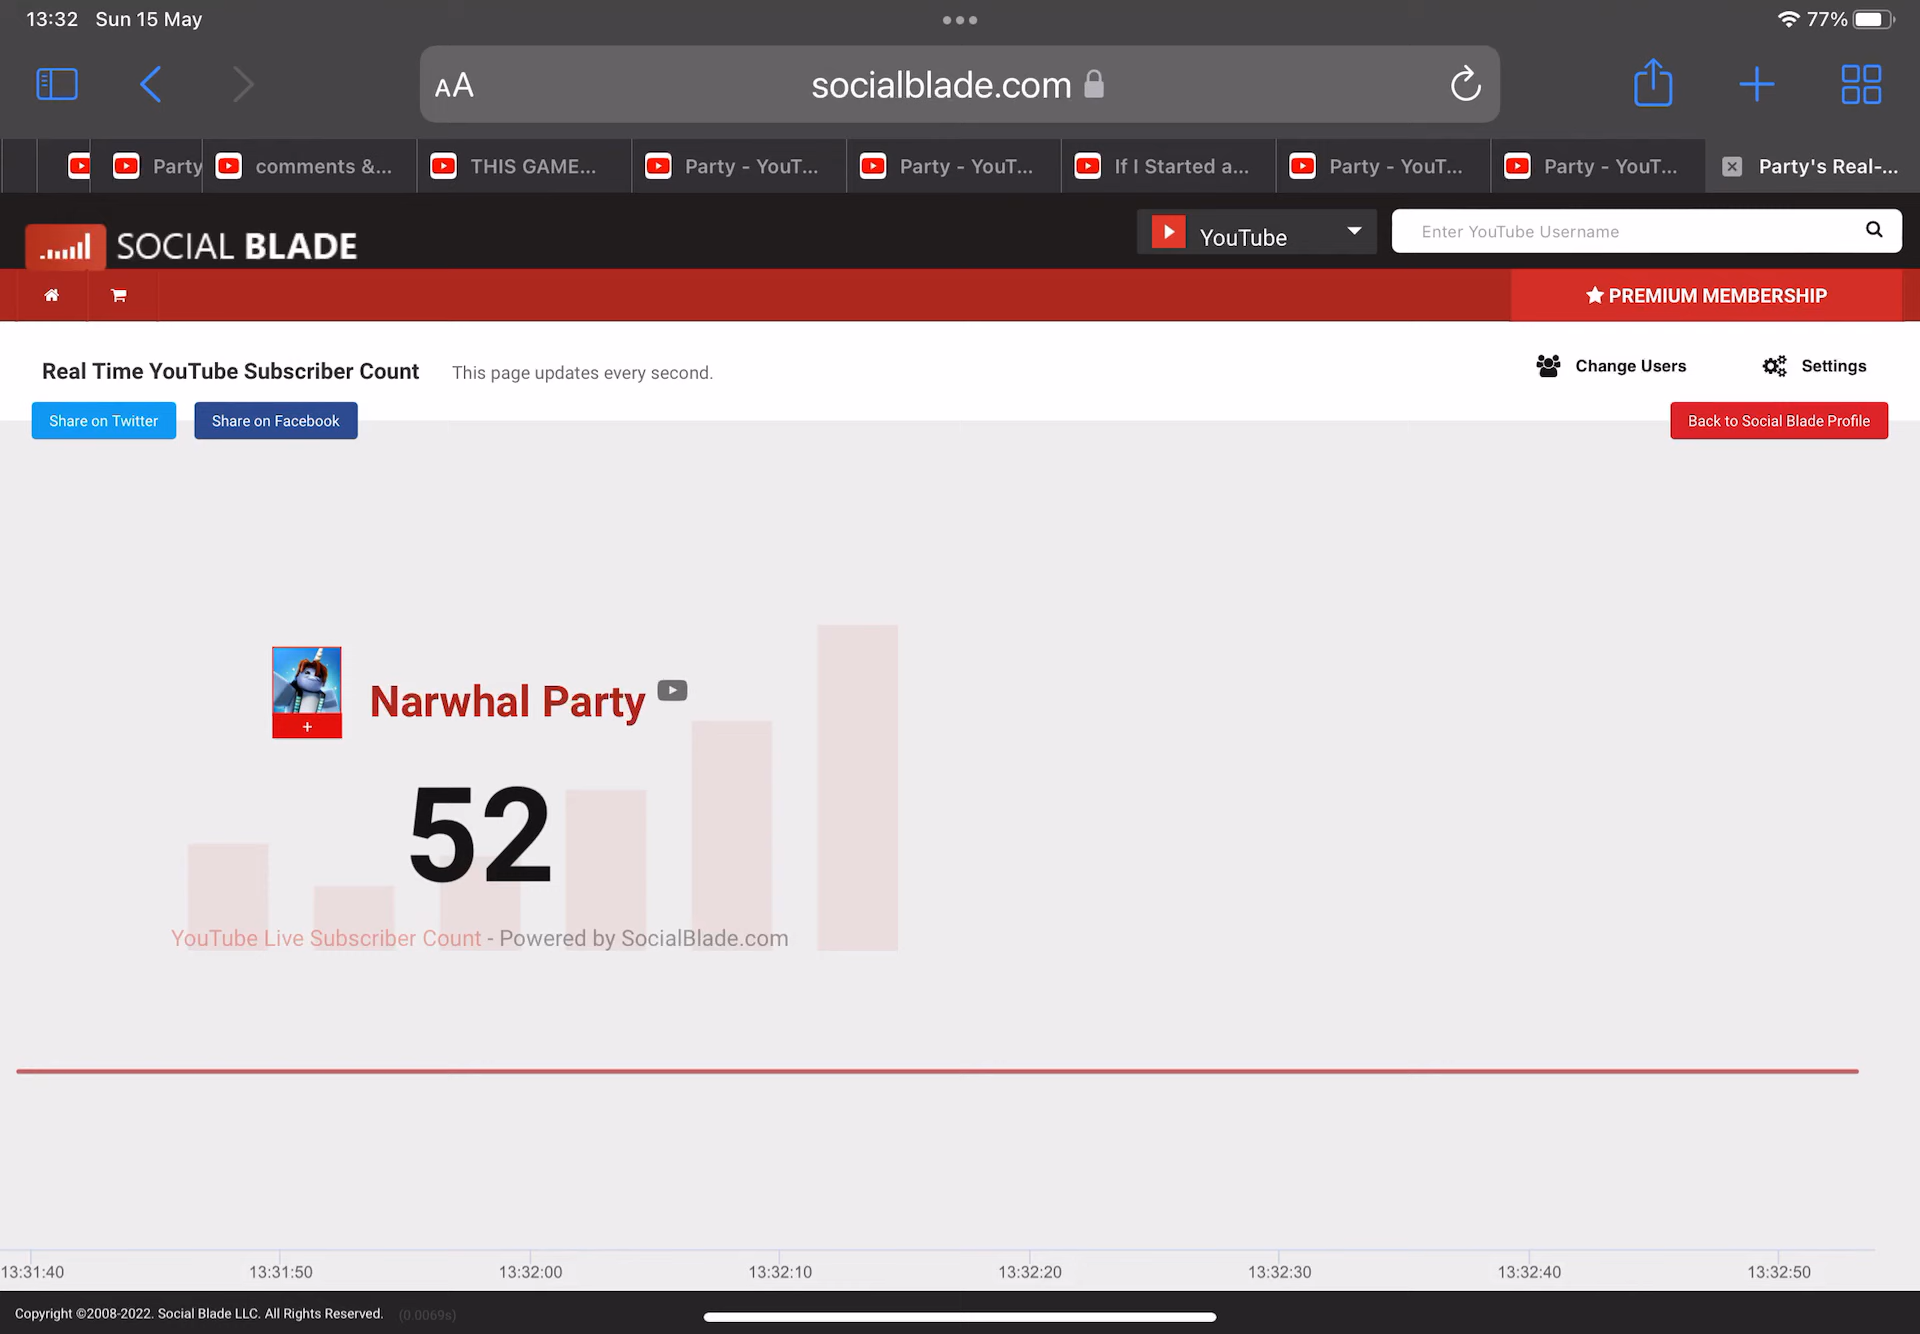 13:32 Sun 15 May
77%
AA
socialblade.com
Party
comments &...
THIS GAME...
Party - YouT...
Party - YouT...
If I Started a...
Party - YouT...
Party - YouT...
Party's Real-...
SOCIAL BLADE
YouTube
Enter YouTube Username
PREMIUM MEMBERSHIP
Real Time YouTube Subscriber Count This page updates every second.
Change Users
Settings
Share on Twitter
Share on Facebook
Back to Social Blade Profile
+
Narwhal Party
52
YouTube Live Subscriber Count - Powered by SocialBlade.com
13:31:40 13:31:50 13:32:00 13:32:10 13:32:20 13:32:30 13:32:40 13:32:50
Copyright ©2008-2022. Social Blade LLC. All Rights Reserved. (0.0069s)